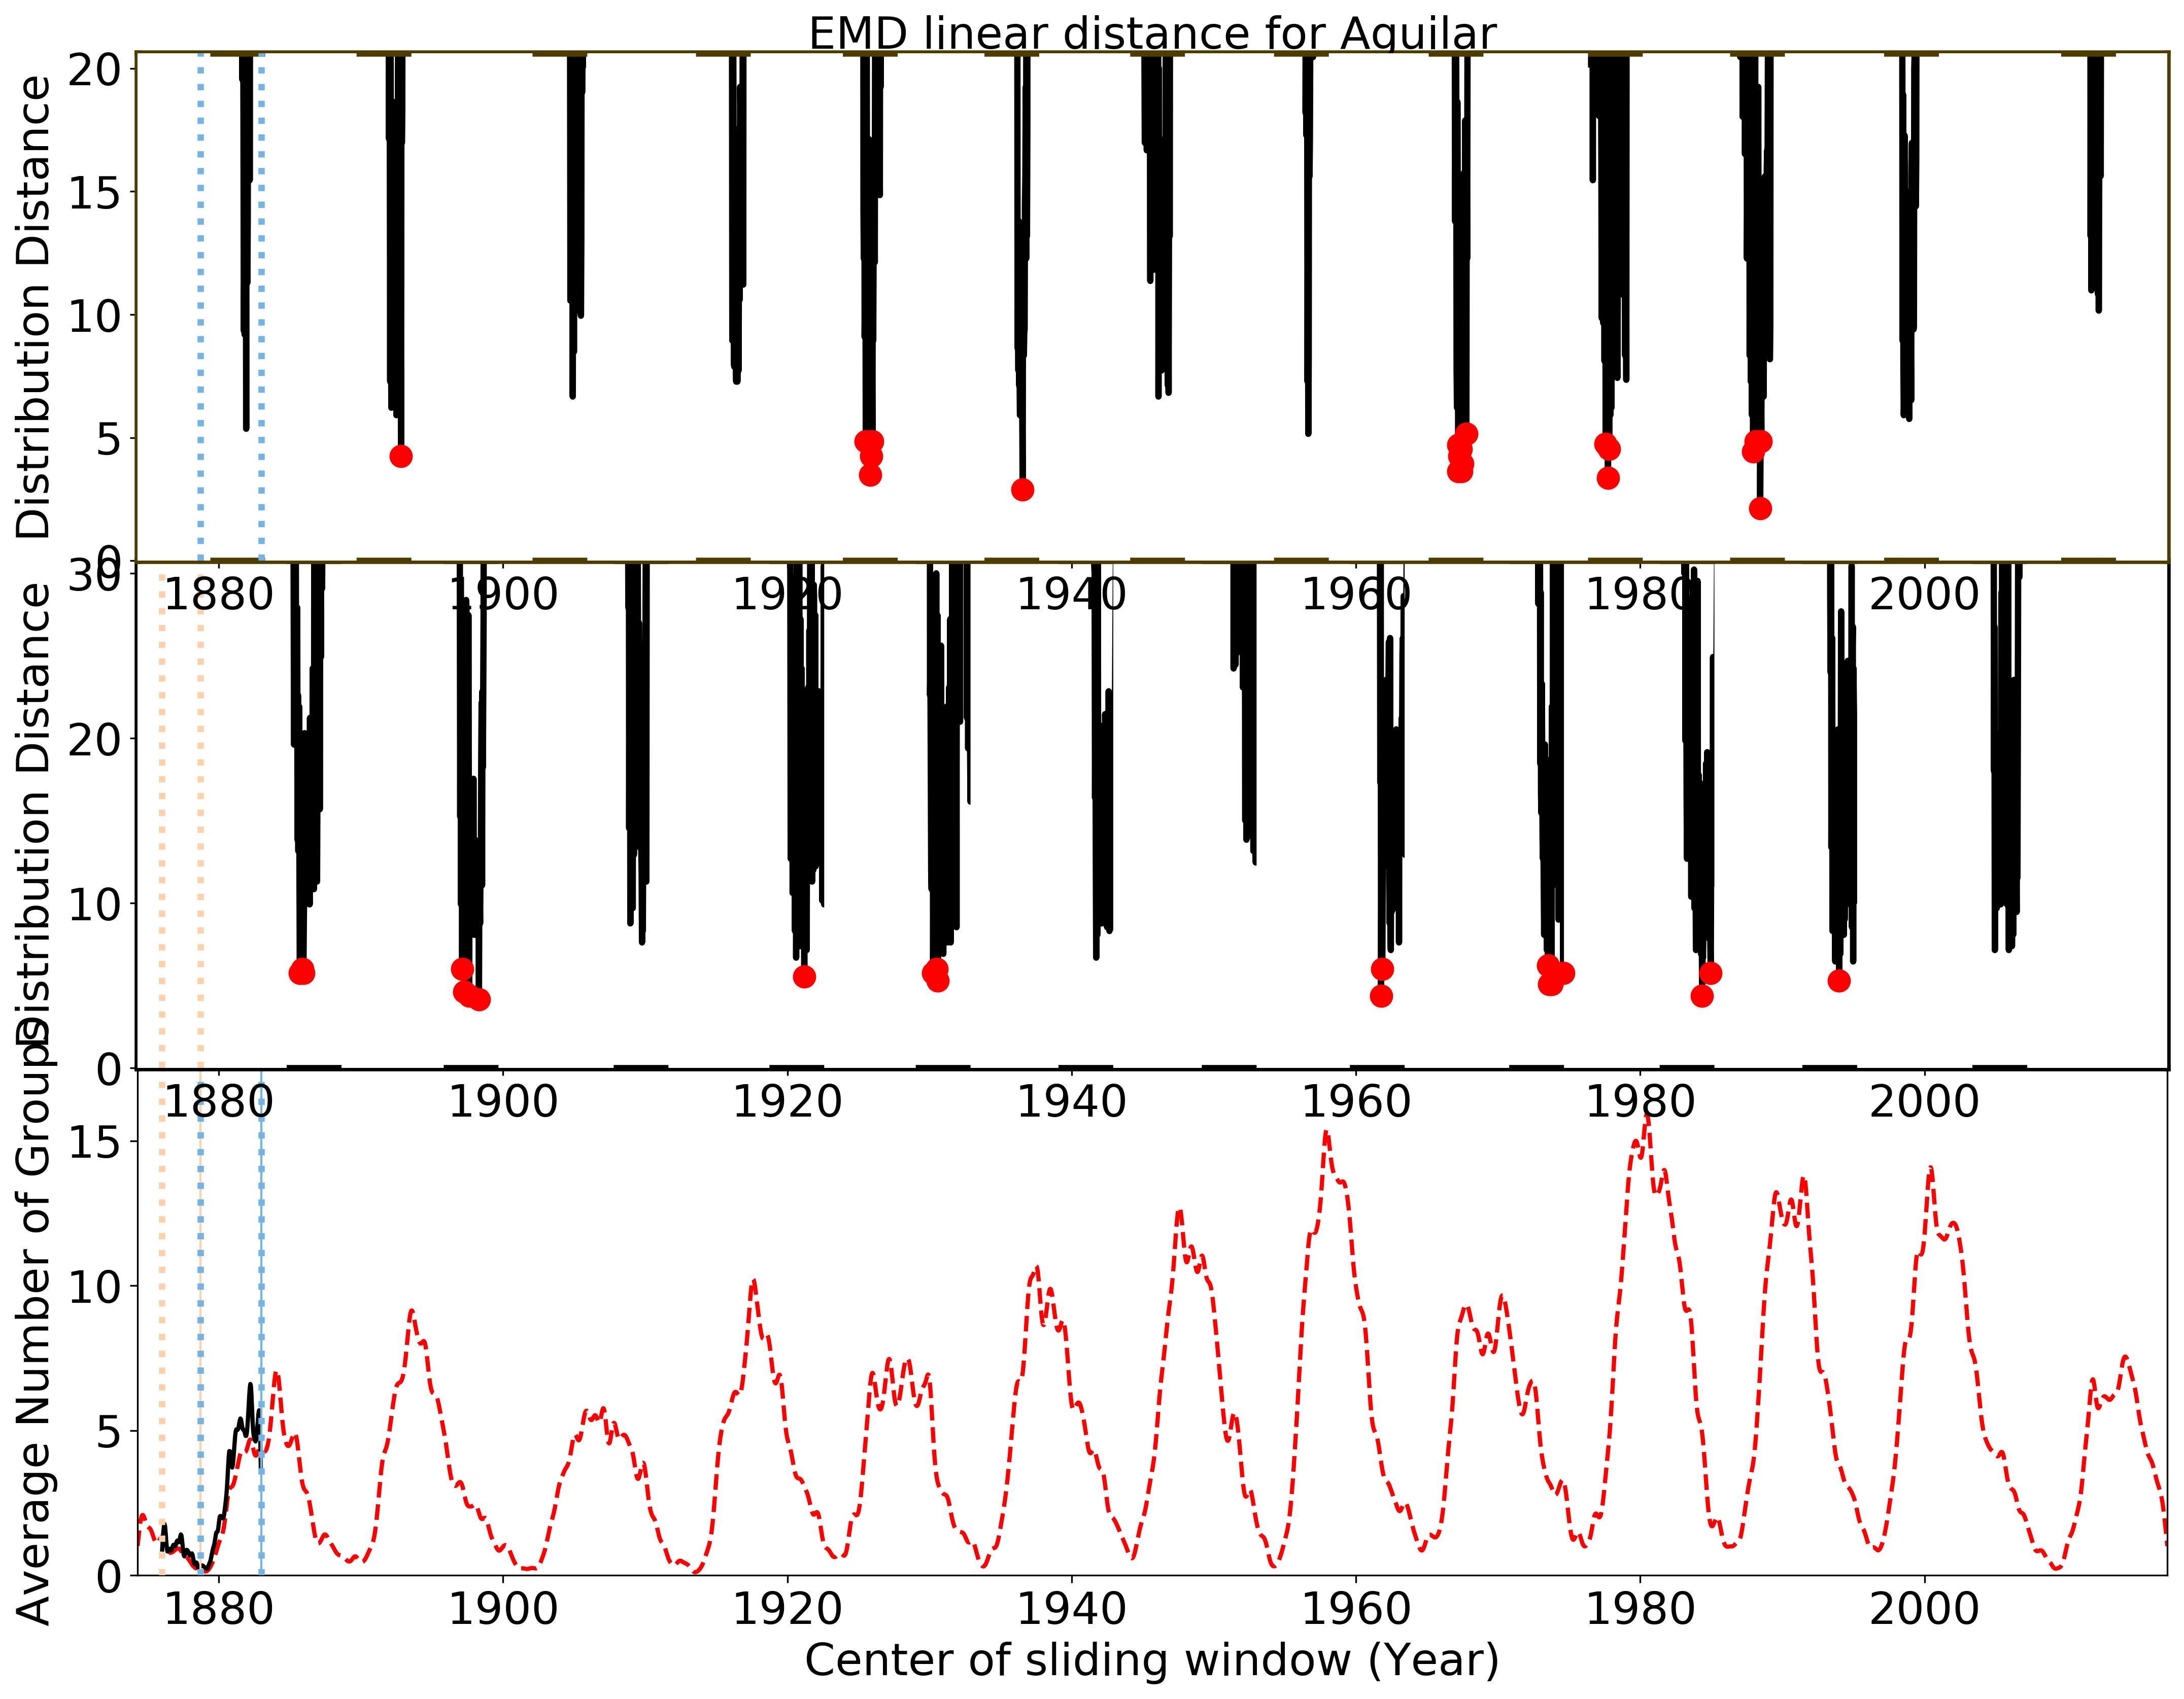 EMD linear distance for Aguilar
Distribution Distance
20
15
10
5
0
1880 1900 1920 1940 1960 1980 2000
Distribution Distance
30
20
10
0
1880 1900 1920 1940 1960 1980 2000
Average Number of Groups
15
10
5
0
1880 1900 1920 1940 1960 1980 2000
Center of sliding window (Year)